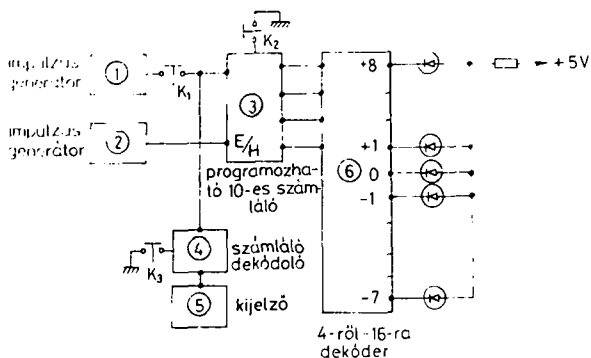 impulzus
generátor
1
K₁
K₂
3
+8
+5V
impulzus
generátor
2
E/H
programozha-
tó 10-es szám-
láló
6
+1
0
-1
-7
K₃
4
számláló
dekódoló
5
kijelző
4-ről-16-ra
dekóder